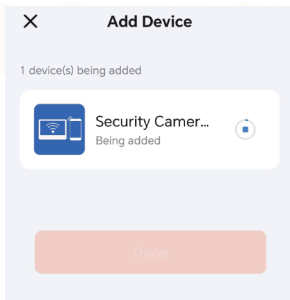 Add Device
1 device(s) being added
Security Camer...
Being added
Done